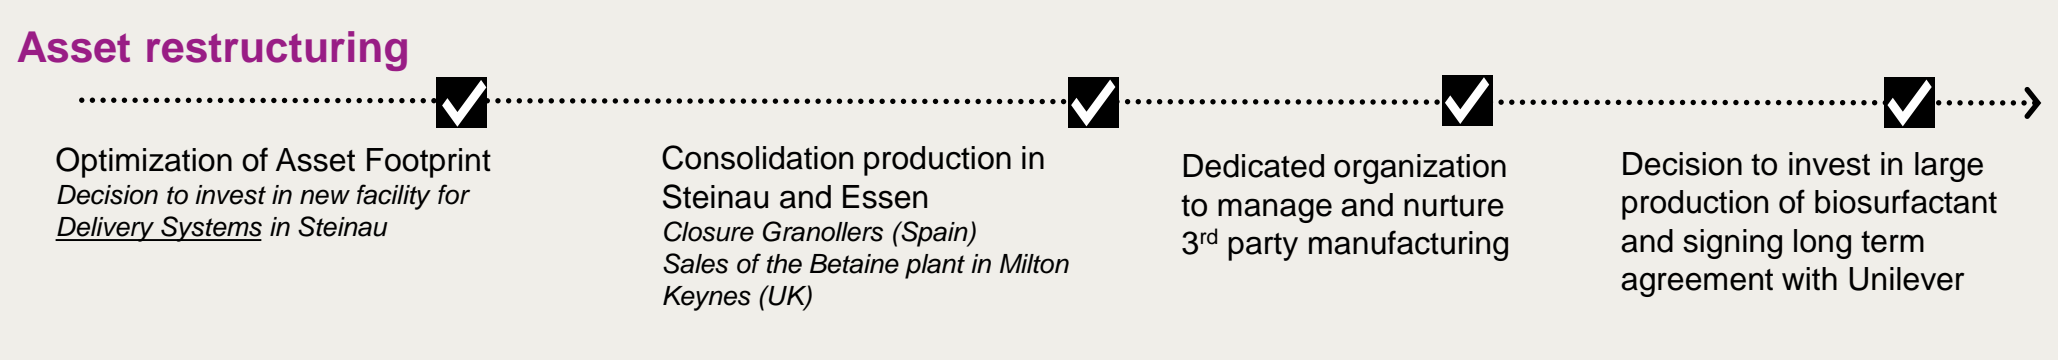 Asset restructuring
Optimization of Asset Footprint
Decision to invest in new facility for
Delivery Systems in Steinau
Consolidation production in
Steinau and Essen
Closure Granollers (Spain)
Sales of the Betaine plant in Milton
Keynes (UK)
Dedicated organization
to manage and nurture
3rd party manufacturing
Decision to invest in large
production of biosurfactant
and signing long term
agreement with Unilever